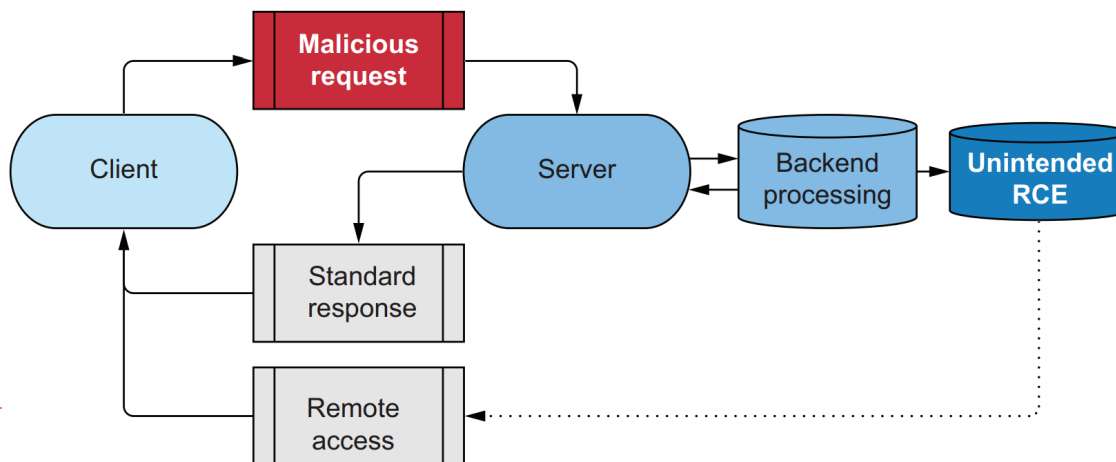 Malicious
request
Client
Server
Backend
processing
Unintended
RCE
Standard
response
Remote
access